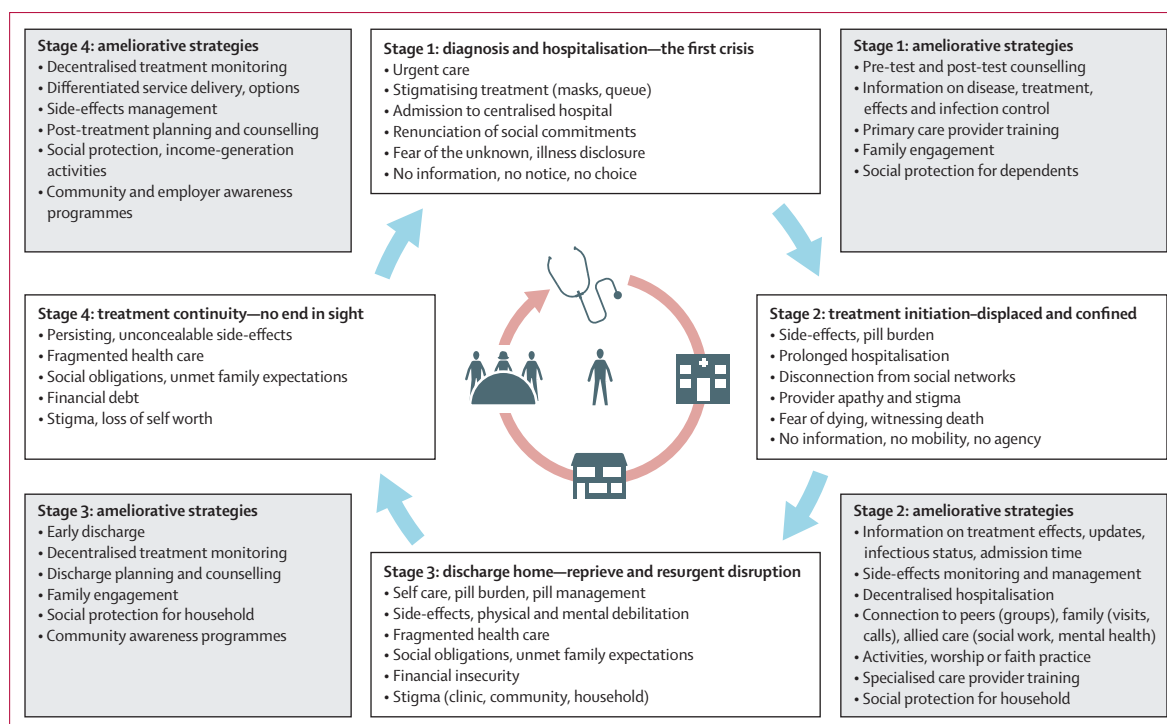 Stage 4: ameliorative strategies
• Decentralised treatment monitoring
• Differentiated service delivery, options
• Side-effects management
• Post-treatment planning and counselling
• Social protection, income-generation
activities
• Community and employer awareness
programmes
Stage 1: diagnosis and hospitalisation—the first crisis
• Urgent care
• Stigmatising treatment (masks, queue)
• Admission to centralised hospital
• Renunciation of social commitments
• Fear of the unknown, illness disclosure
• No information, no notice, no choice
Stage 1: ameliorative strategies
• Pre-test and post-test counselling
• Information on disease, treatment,
effects and infection control
• Primary care provider training
• Family engagement
• Social protection for dependents
Stage 4: treatment continuity—no end in sight
• Persisting, unconcealable side-effects
• Fragmented health care
• Social obligations, unmet family expectations
• Financial debt
• Stigma, loss of self worth
Stage 2: treatment initiation–displaced and confined
• Side-effects, pill burden
• Prolonged hospitalisation
• Disconnection from social networks
• Provider apathy and stigma
• Fear of dying, witnessing death
• No information, no mobility, no agency
Stage 3: ameliorative strategies
• Early discharge
• Decentralised treatment monitoring
• Discharge planning and counselling
• Family engagement
• Social protection for household
• Community awareness programmes
Stage 3: discharge home—reprieve and resurgent disruption
• Self care, pill burden, pill management
• Side-effects, physical and mental debilitation
• Fragmented health care
• Social obligations, unmet family expectations
• Financial insecurity
• Stigma (clinic, community, household)
Stage 2: ameliorative strategies
• Information on treatment effects, updates,
infectious status, admission time
• Side-effects monitoring and management
• Decentralised hospitalisation
• Connection to peers (groups), family (visits,
calls), allied care (social work, mental health)
• Activities, worship or faith practice
• Specialised care provider training
• Social protection for household